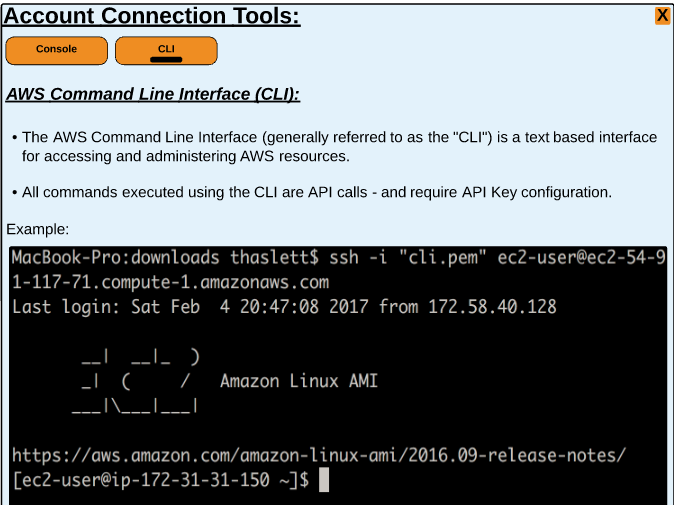 Account Connection Tools:
X
Console
CLI
AWS Command Line Interface (CLI):
• The AWS Command Line Interface (generally referred to as the "CLI") is a text based interface
for accessing and administering AWS resources.
• All commands executed using the CLI are API calls - and require API Key configuration.
Example:
MacBook-Pro:downloads thaslett$ ssh -i "cli.pem" ec2-user@ec2-54-9
1-117-71.compute-1.amazonaws.com
Last login: Sat Feb  4 20:47:08 2017 from 172.58.40.128
__|  __|_  )
_|  (     /   Amazon Linux AMI
___|\___|___|
https://aws.amazon.com/amazon-linux-ami/2016.09-release-notes/
[ec2-user@ip-172-31-31-150 ~]$